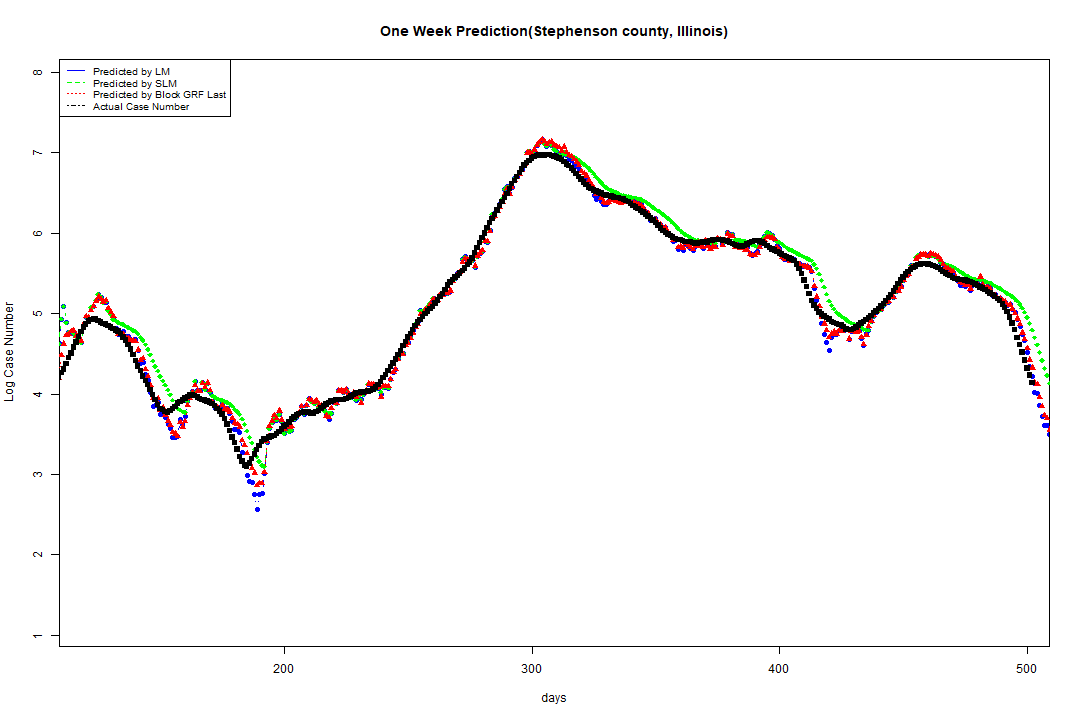 One Week Prediction(Stephenson county, Illinois)
Predicted by LM
Predicted by SLM
Predicted by Block GRF Last
Actual Case Number
8
7
6
5
4
3
2
1
Log Case Number
200 300 400 500
days